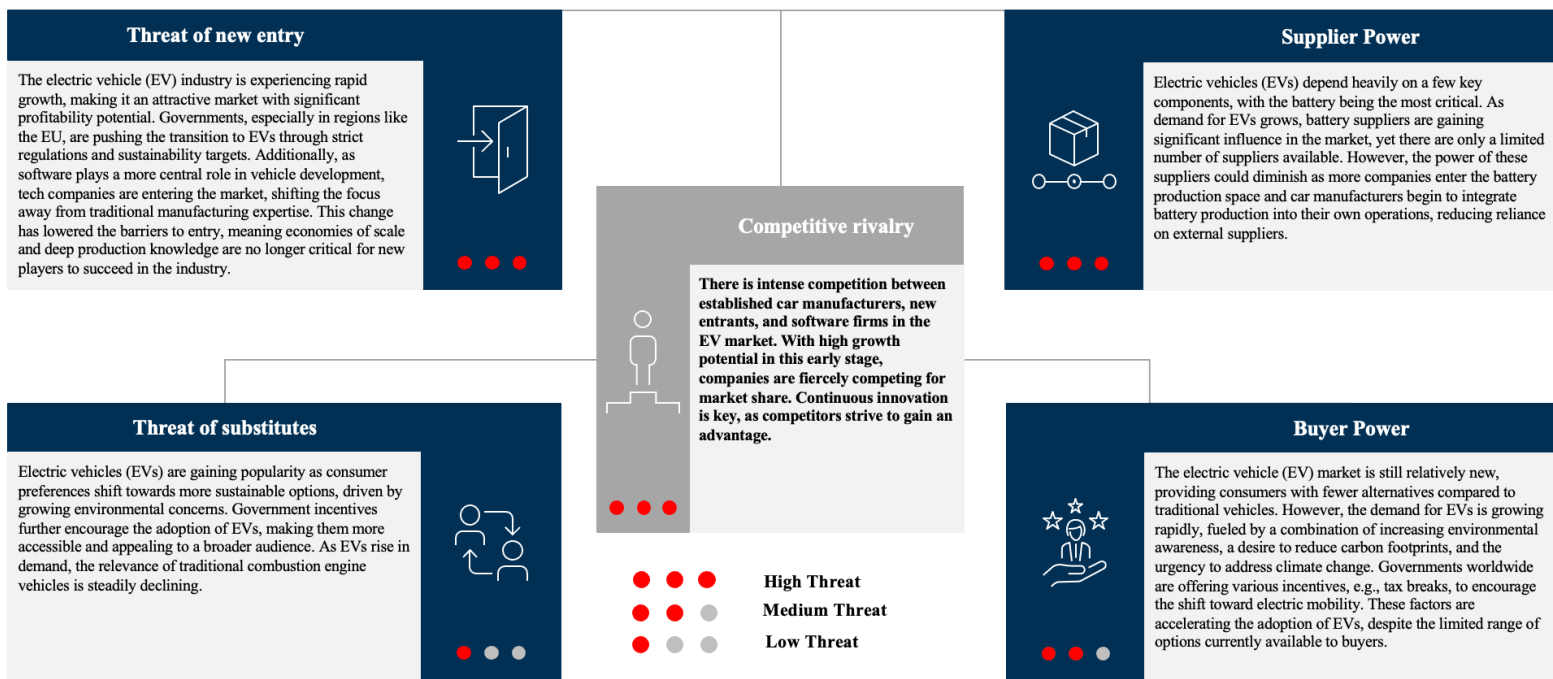 Threat of new entry
The electric vehicle (EV) industry is experiencing rapid
growth, making it an attractive market with significant
profitability potential. Governments, especially in regions like
the EU, are pushing the transition to EVs through strict
regulations and sustainability targets. Additionally, as
software plays a more central role in vehicle development,
tech companies are entering the market, shifting the focus
away from traditional manufacturing expertise. This change
has lowered the barriers to entry, meaning economies of scale
and deep production knowledge are no longer critical for new
players to succeed in the industry.
Supplier Power
Electric vehicles (EVs) depend heavily on a few key
components, with the battery being the most critical. As
demand for EVs grows, battery suppliers are gaining
significant influence in the market, yet there are only a limited
number of suppliers available. However, the power of these
suppliers could diminish as more companies enter the battery
production space and car manufacturers begin to integrate
battery production into their own operations, reducing reliance
on external suppliers.
Competitive rivalry
There is intense competition between
established car manufacturers, new
entrants, and software firms in the
EV market. With high growth
potential in this early stage,
companies are fiercely competing for
market share. Continuous innovation
is key, as competitors strive to gain an
advantage.
Threat of substitutes
Electric vehicles (EVs) are gaining popularity as consumer
preferences shift towards more sustainable options, driven by
growing environmental concerns. Government incentives
further encourage the adoption of EVs, making them more
accessible and appealing to a broader audience. As EVs rise in
demand, the relevance of traditional combustion engine
vehicles is steadily declining.
Buyer Power
The electric vehicle (EV) market is still relatively new,
providing consumers with fewer alternatives compared to
traditional vehicles. However, the demand for EVs is growing
rapidly, fueled by a combination of increasing environmental
awareness, a desire to reduce carbon footprints, and the
urgency to address climate change. Governments worldwide
are offering various incentives, e.g., tax breaks, to encourage
the shift toward electric mobility. These factors are
accelerating the adoption of EVs, despite the limited range of
options currently available to buyers.
High Threat
Medium Threat
Low Threat